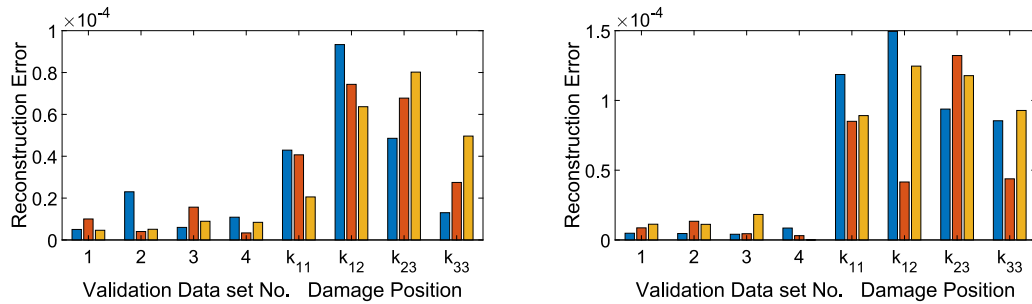 ×10⁻⁴
Reconstruction Error
1
0.8
0.6
0.4
0.2
0
1 2 3 4 k₁₁ k₁₂ k₂₃ k₃₃
Validation Data set No. Damage Position
×10⁻⁴
Reconstruction Error
1.5
1
0.5
0
1 2 3 4 k₁₁ k₁₂ k₂₃ k₃₃
Validation Data set No. Damage Position